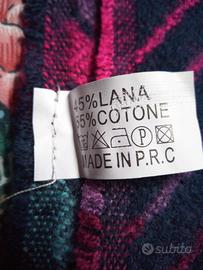 45%LANA
55%COTONE
MADE IN P.R.C
subito